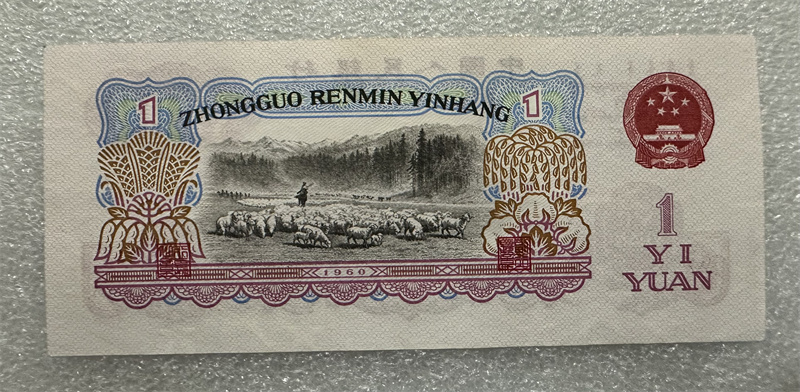 ZHONGGUO RENMIN YINHANG
1
1
1960
1
YI
YUAN